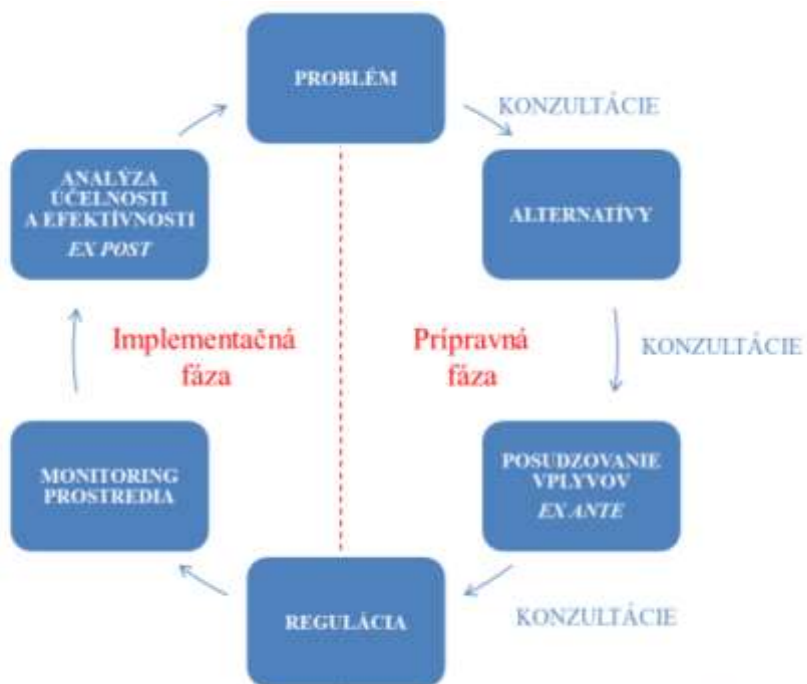 PROBLÉM
KONZULTÁCIE
ANALÝZA
ÚČELNOSTI
A EFEKTÍVNOSTI
EX POST
ALTERNATÍVY
Implementačná
fáza
Prípravná
fáza
KONZULTÁCIE
MONITORING
PROSTREDIA
POSUDZOVANIE
VPLYVOV
EX ANTE
REGULÁCIA
KONZULTÁCIE